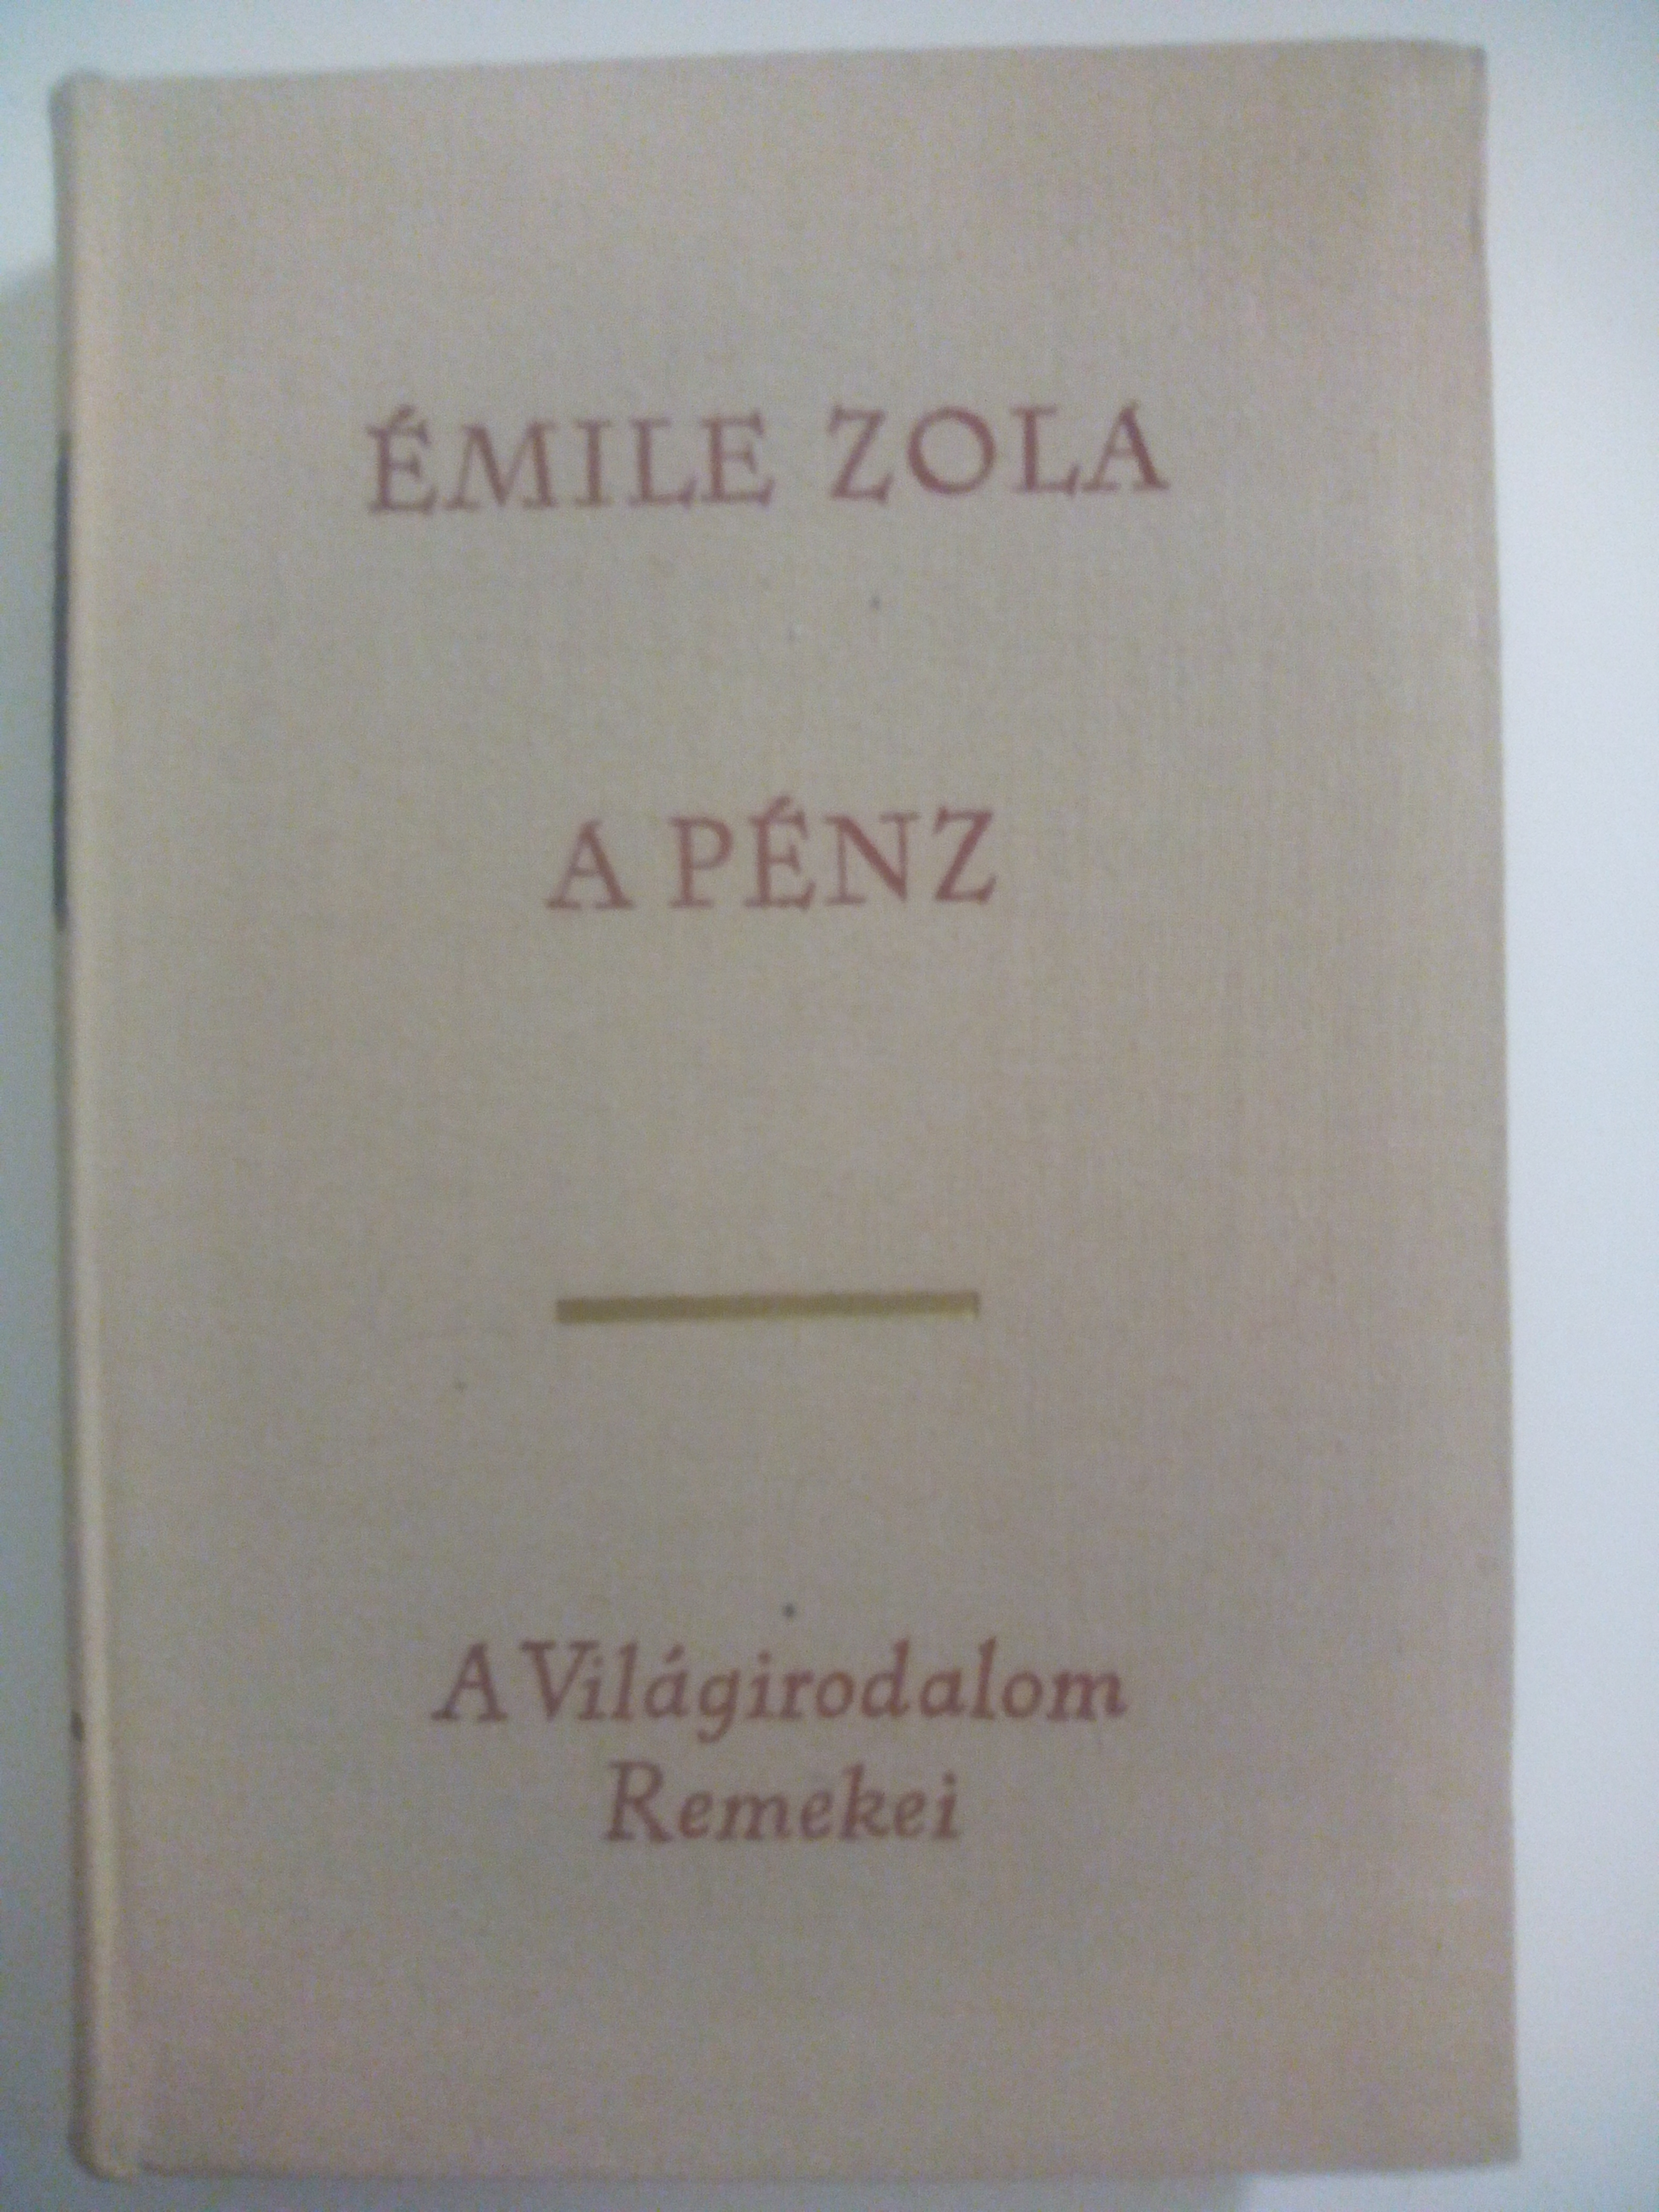 ÉMILE ZOLA
A PÉNZ
A Világirodalom
Remekei